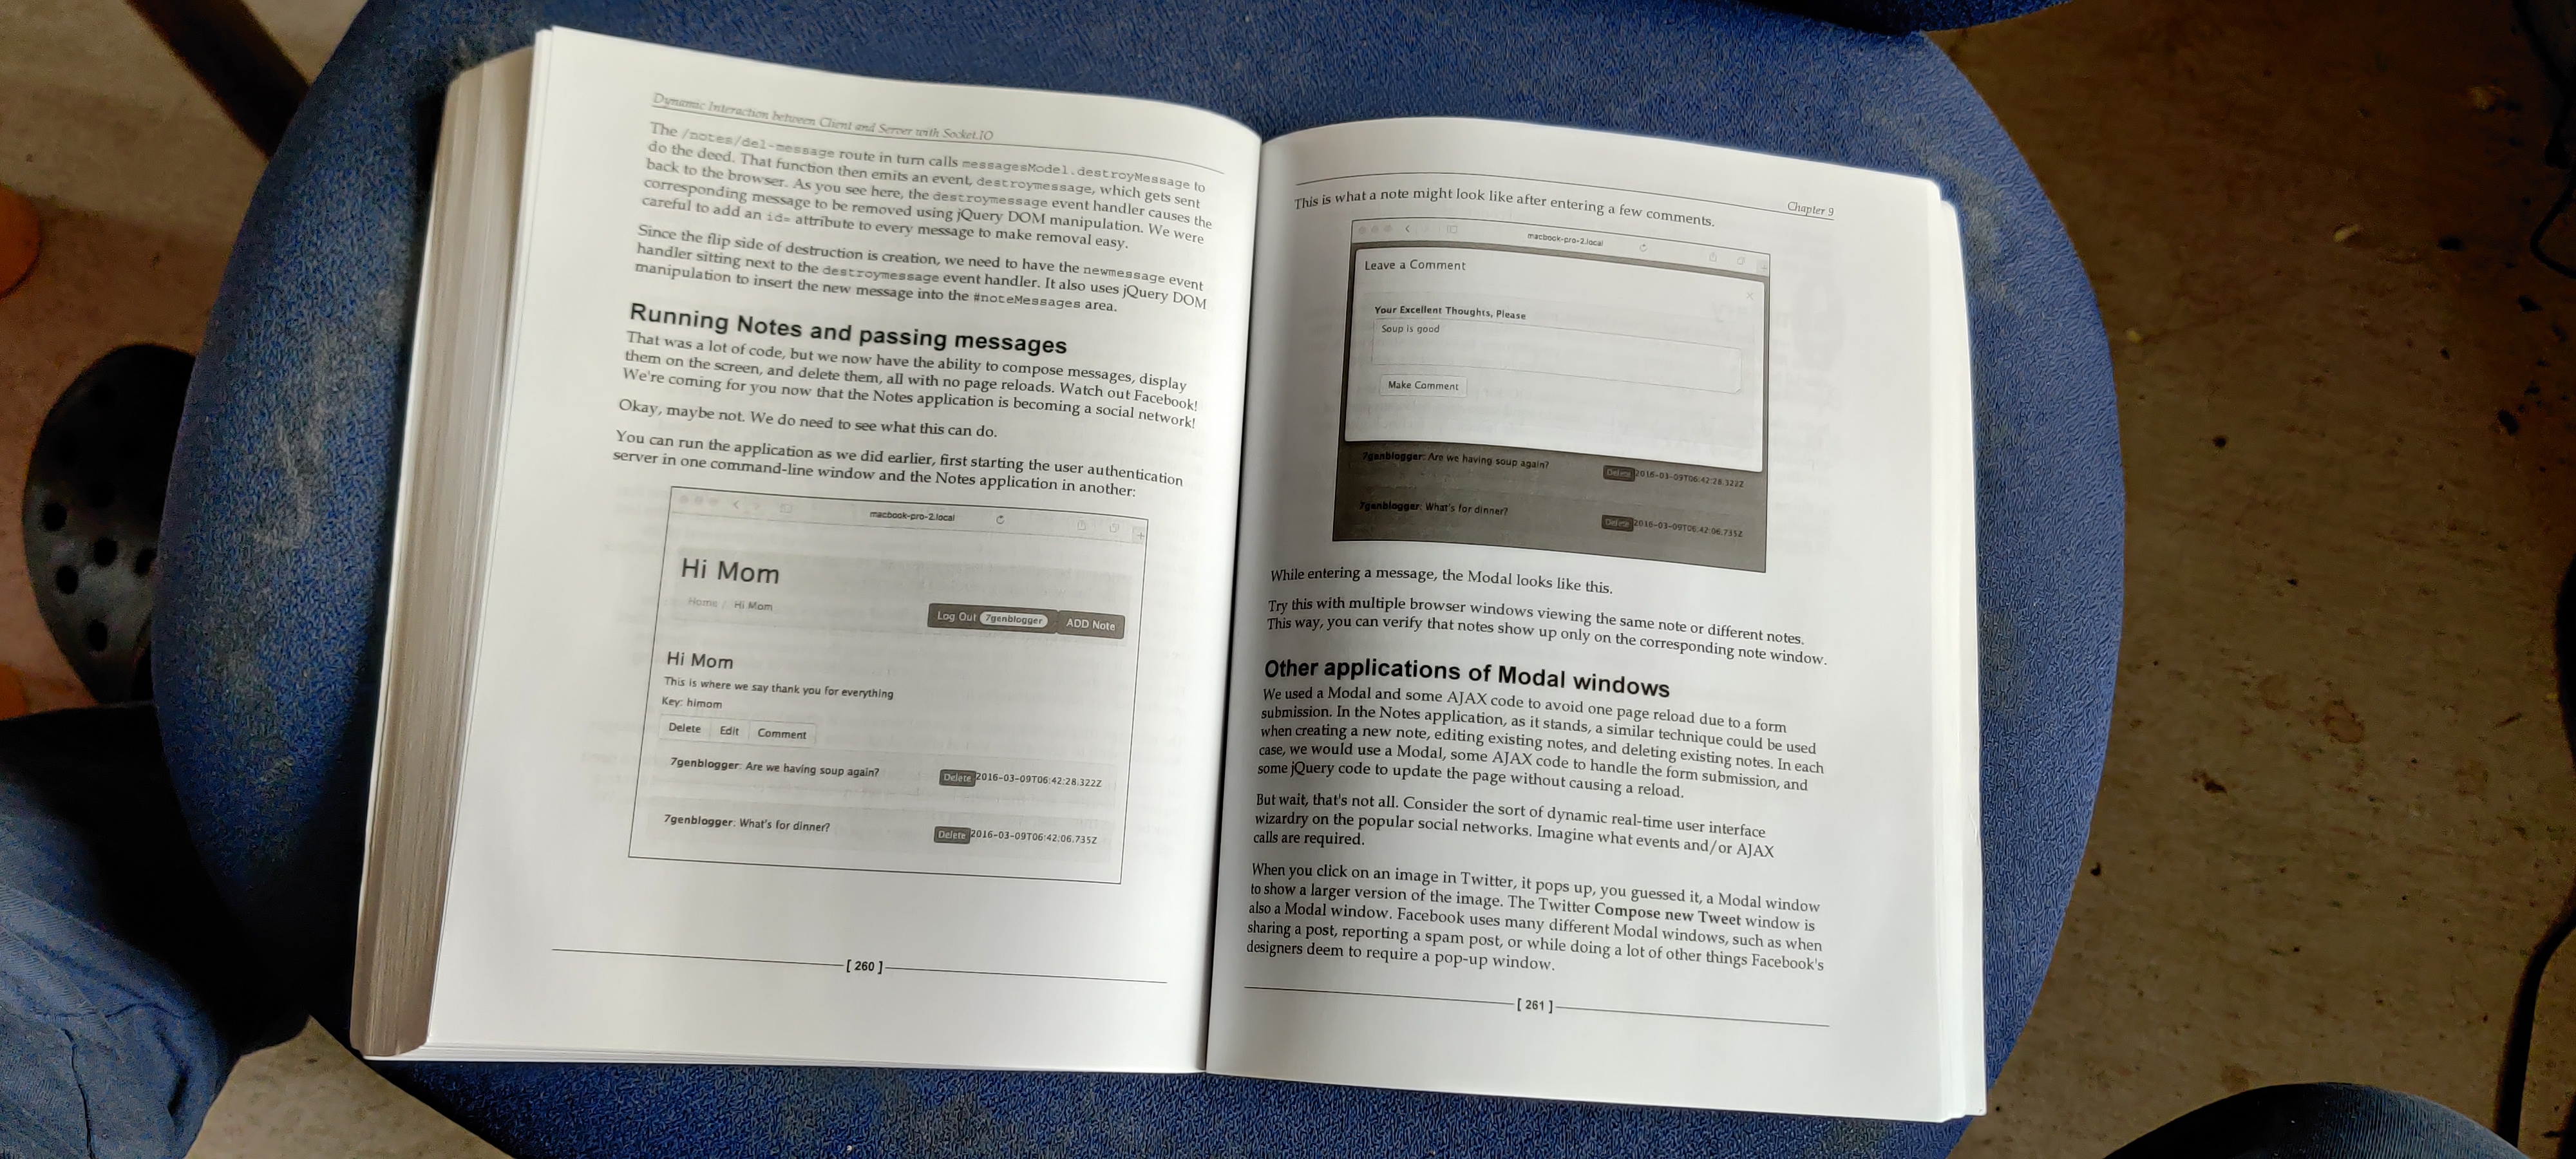 Dynamic Interaction between Client and Server with Socket.IO
The /notes/del-message route in turn calls messagesModel.destroyMessage to
do the deed. That function then emits an event, destroymessage, which gets sent
back to the browser. As you see here, the destroymessage event handler causes the
corresponding message to be removed using jQuery DOM manipulation. We were
careful to add an id= attribute to every message to make removal easy.
Since the flip side of destruction is creation, we need to have the newmessage event
handler sitting next to the destroymessage event handler. It also uses jQuery DOM
manipulation to insert the new message into the #noteMessages area.
Running Notes and passing messages
That was a lot of code, but we now have the ability to compose messages, display
them on the screen, and delete them, all with no page reloads. Watch out Facebook!
We're coming for you now that the Notes application is becoming a social network!
Okay, maybe not. We do need to see what this can do.
You can run the application as we did earlier, first starting the user authentication
server in one command-line window and the Notes application in another:
macbook-pro-2.local
Hi Mom
Home / Hi Mom
Log Out 7genblogger ADD Note
Hi Mom
This is where we say thank you for everything
Key: himom
Delete Edit Comment
7genblogger: Are we having soup again? Delete 2016-03-09T06:42:28.322Z
7genblogger: What's for dinner? Delete 2016-03-09T06:42:06.735Z
[ 260 ]
Chapter 9
This is what a note might look like after entering a few comments.
macbook-pro-2.local
Leave a Comment
Your Excellent Thoughts, Please
Soup is good
Make Comment
7genblogger: Are we having soup again? Delete 2016-03-09T06:42:28.322Z
7genblogger: What's for dinner? Delete 2016-03-09T06:42:06.735Z
While entering a message, the Modal looks like this.
Try this with multiple browser windows viewing the same note or different notes.
This way, you can verify that notes show up only on the corresponding note window.
Other applications of Modal windows
We used a Modal and some AJAX code to avoid one page reload due to a form
submission. In the Notes application, as it stands, a similar technique could be used
when creating a new note, editing existing notes, and deleting existing notes. In each
case, we would use a Modal, some AJAX code to handle the form submission, and
some jQuery code to update the page without causing a reload.
But wait, that's not all. Consider the sort of dynamic real-time user interface
wizardry on the popular social networks. Imagine what events and/or AJAX
calls are required.
When you click on an image in Twitter, it pops up, you guessed it, a Modal window
to show a larger version of the image. The Twitter Compose new Tweet window is
also a Modal window. Facebook uses many different Modal windows, such as when
sharing a post, reporting a spam post, or while doing a lot of other things Facebook's
designers deem to require a pop-up window.
[ 261 ]